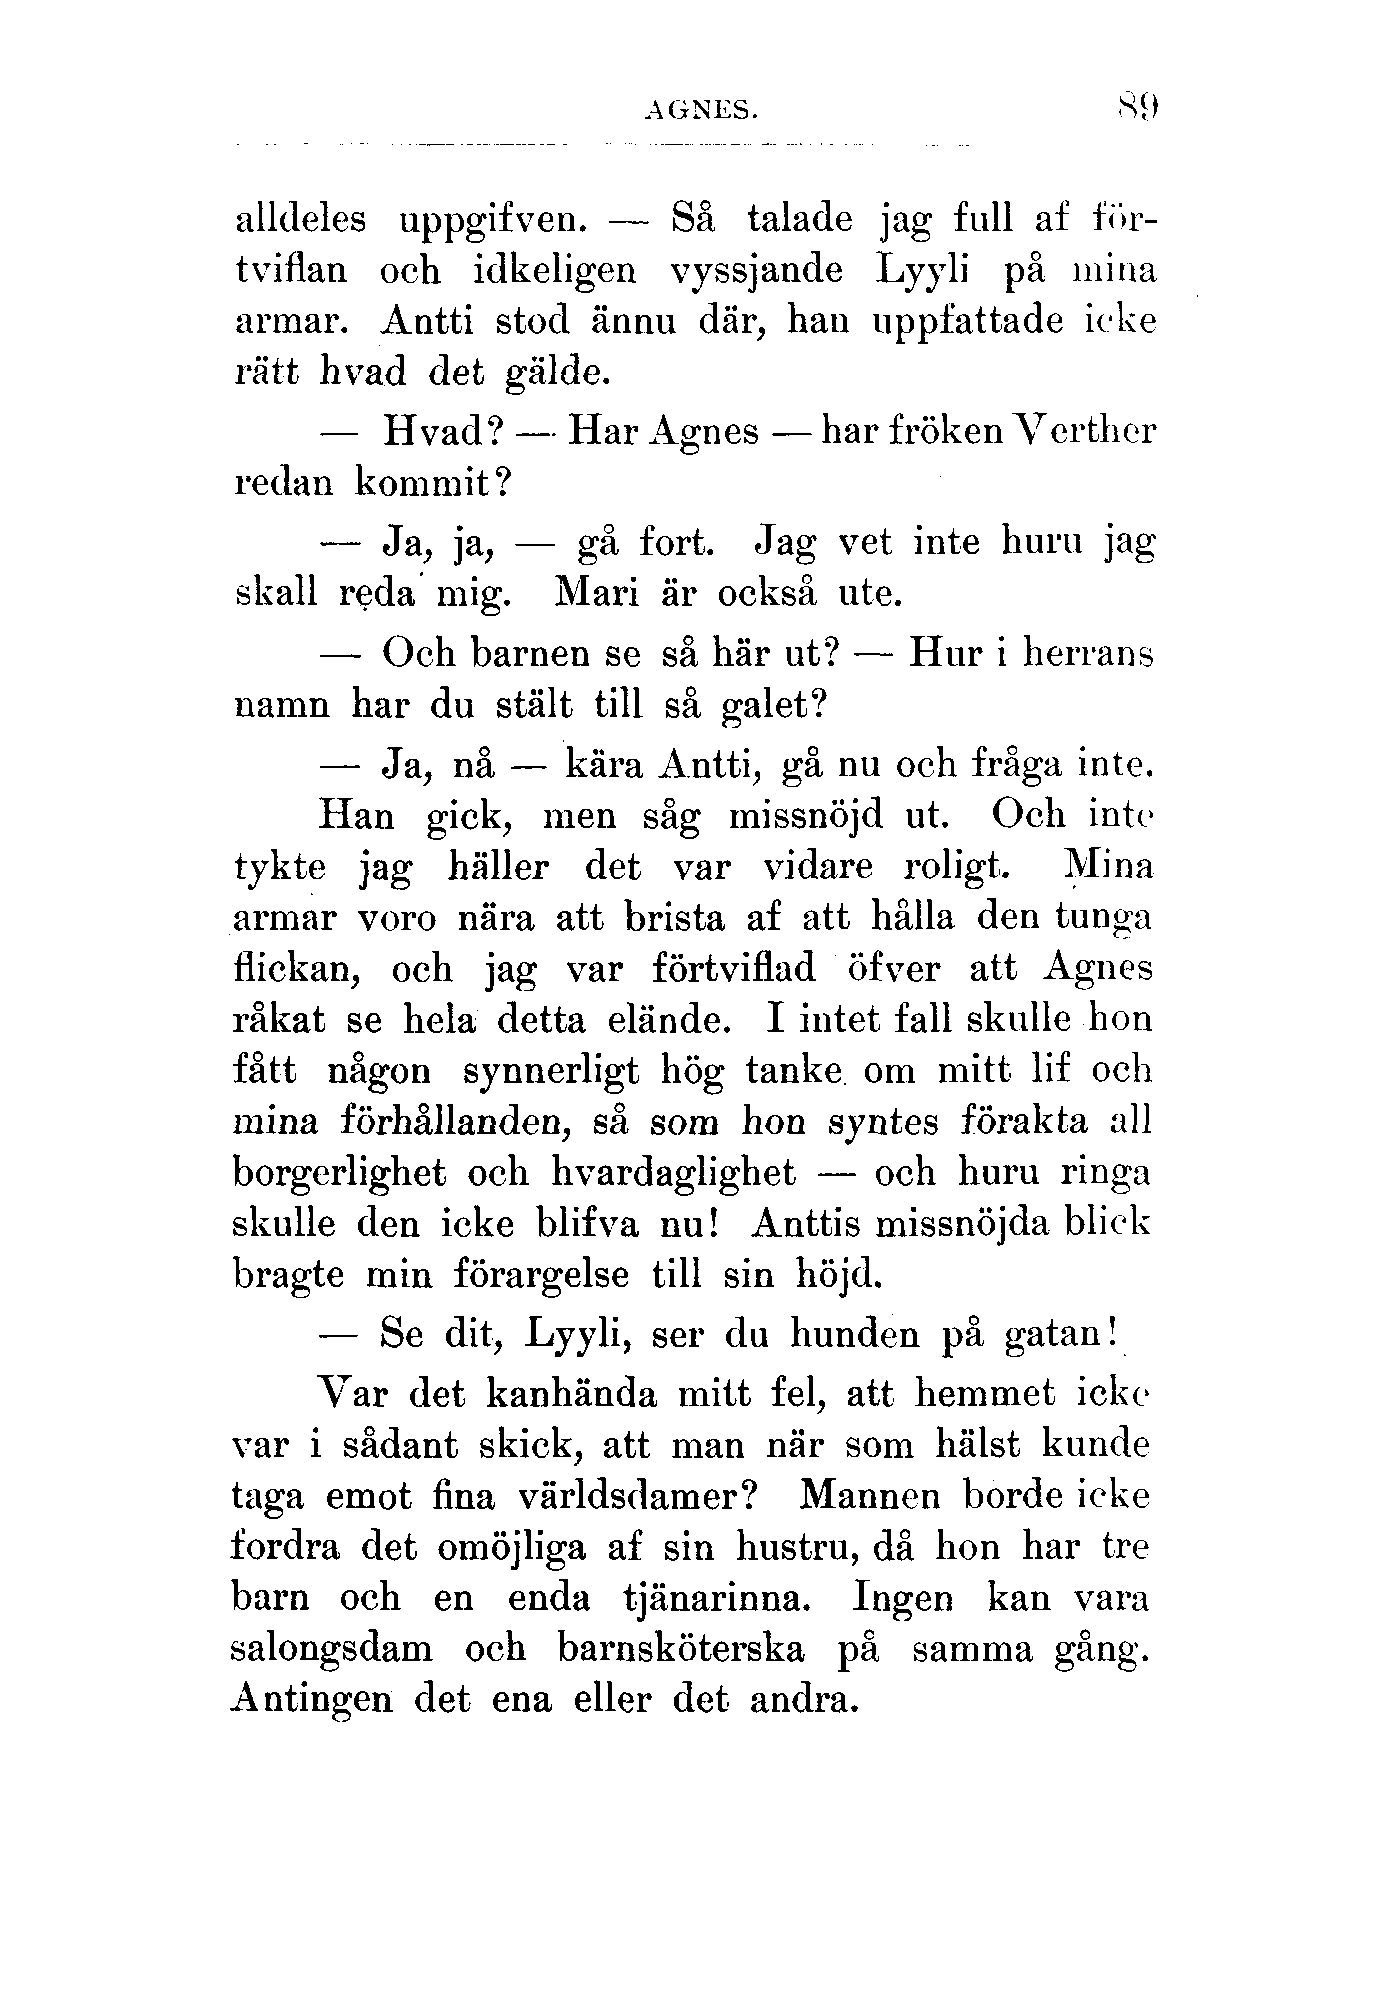 AGNES. 89
alldeles uppgifven. — Så talade jag full af för-
tviflan och idkeligen vyssjande Lyyli på mina
armar. Antti stod ännu där, han uppfattade icke
rätt hvad det gälde.
— Hvad? — Har Agnes — har fröken Verther
redan kommit?
— Ja, ja, — gå fort. Jag vet inte huru jag
skall reda mig. Mari är också ute.
— Och barnen se så här ut? — Hur i herrans
namn har du stält till så galet?
— Ja, nå — kära Antti, gå nu och fråga inte.
Han gick, men såg missnöjd ut. Och inte
tykte jag häller det var vidare roligt. Mina
armar voro nära att brista af att hålla den tunga
flickan, och jag var förtviflad öfver att Agnes
råkat se hela detta elände. I intet fall skulle hon
fått någon synnerligt hög tanke om mitt lif och
mina förhållanden, så som hon syntes förakta all
borgerlighet och hvardaglighet — och huru ringa
skulle den icke blifva nu! Anttis missnöjda blick
bragte min förargelse till sin höjd.
— Se dit, Lyyli, ser du hunden på gatan!
Var det kanhända mitt fel, att hemmet icke
var i sådant skick, att man när som hälst kunde
taga emot fina världsdamer? Mannen borde icke
fordra det omöjliga af sin hustru, då hon har tre
barn och en enda tjänarinna. Ingen kan vara
salongsdam och barnsköterska på samma gång.
Antingen det ena eller det andra.